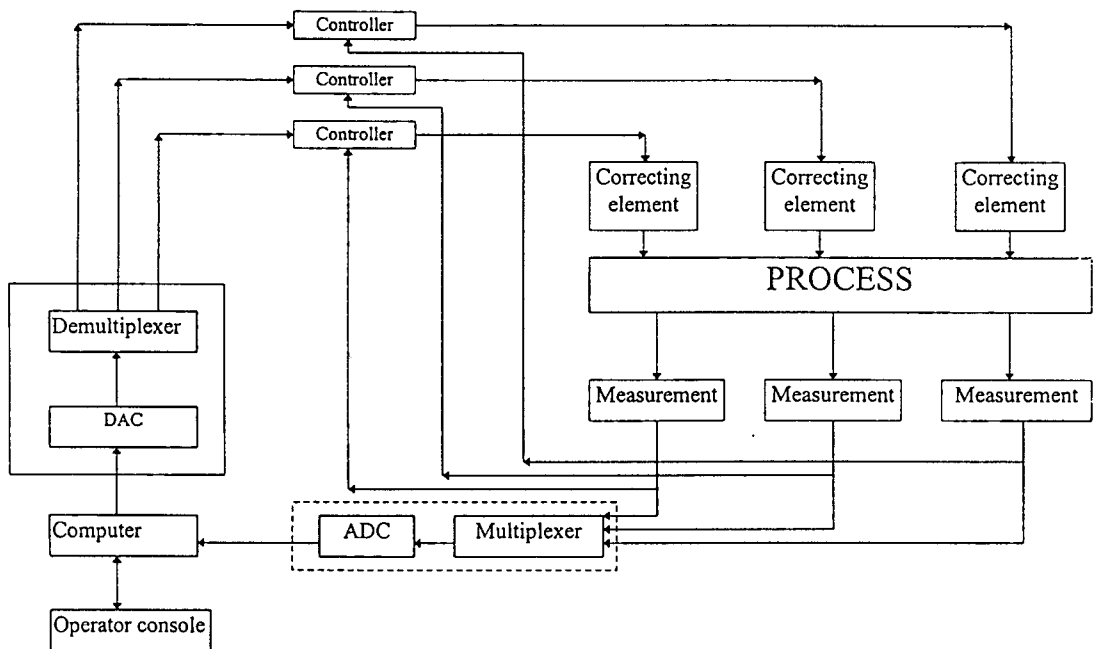 Controller
Controller
Controller
Correcting
element
Correcting
element
Correcting
element
PROCESS
Demultiplexer
DAC
Measurement
Measurement
Measurement
Computer
ADC
Multiplexer
Operator console